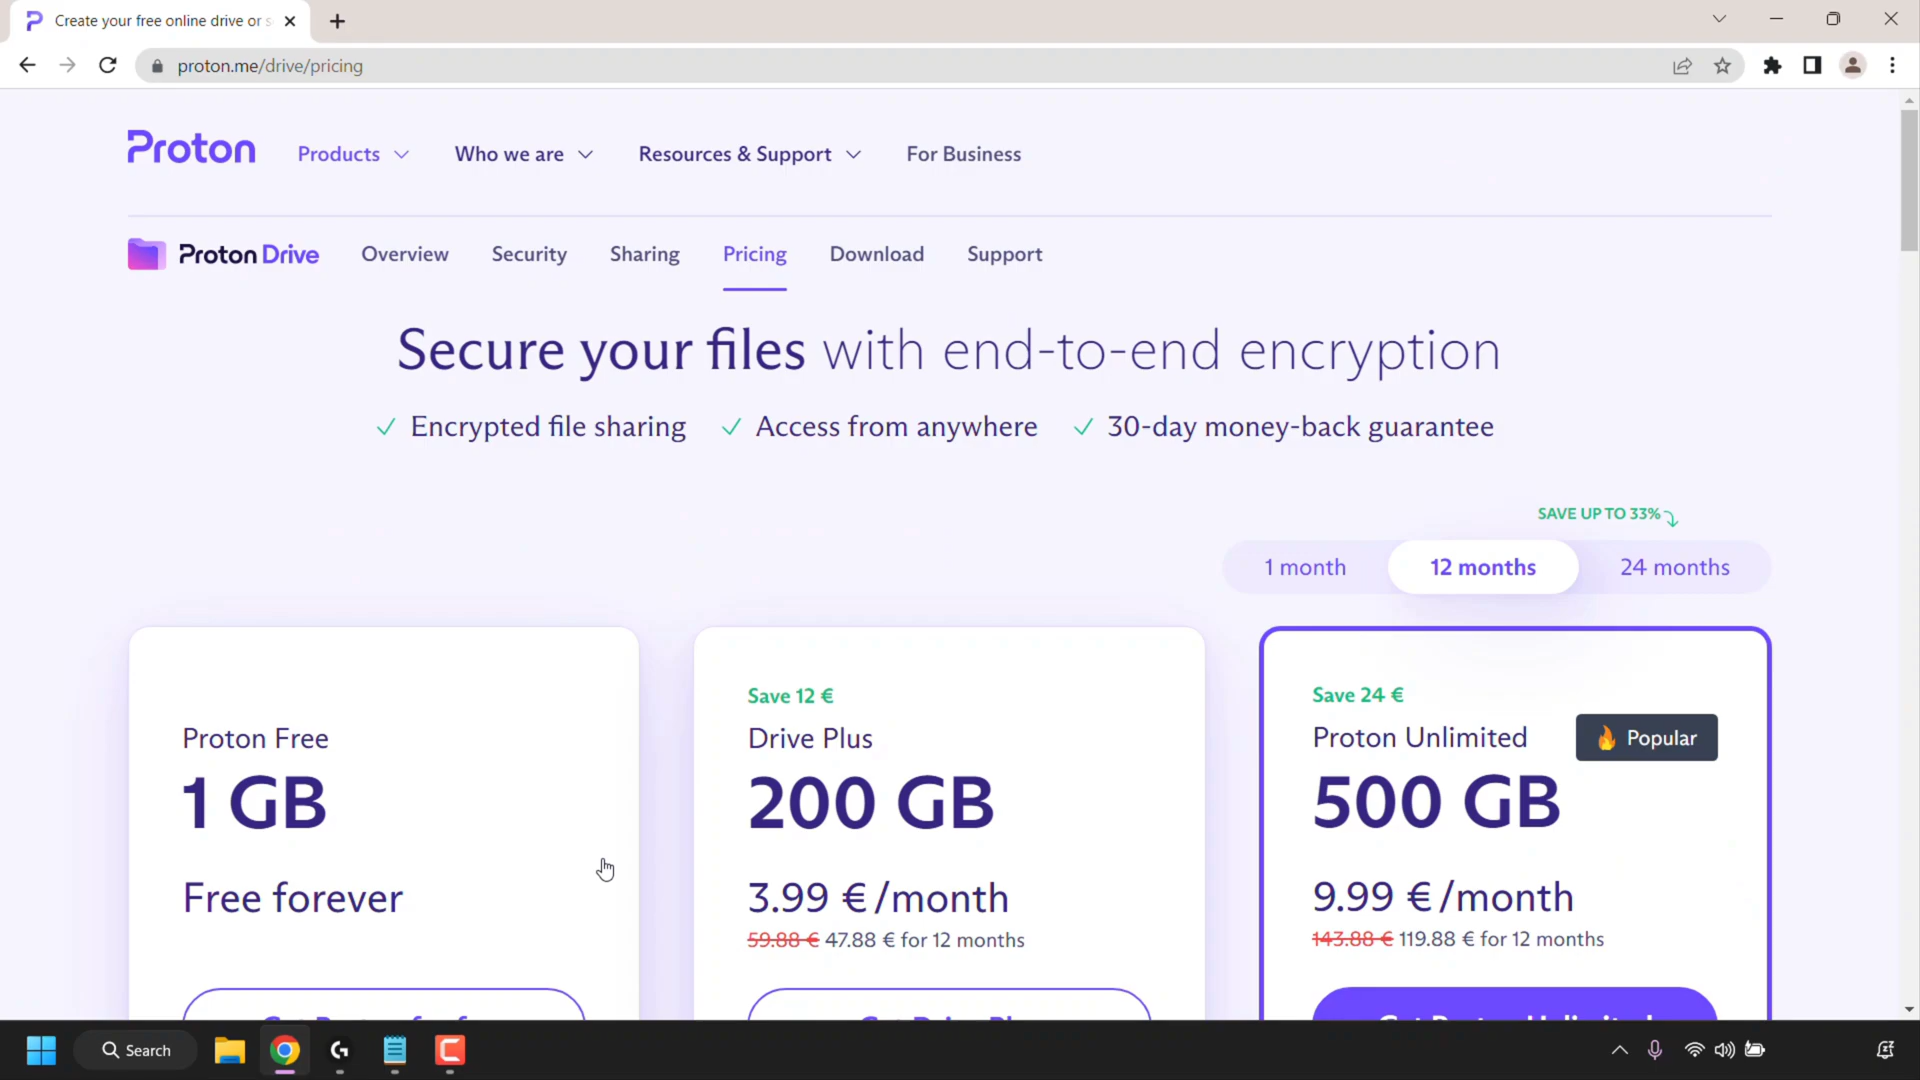 Create your free online drive or s
proton.me/drive/pricing
Proton Products Who we are Resources & Support For Business
Proton Drive Overview Security Sharing Pricing Download Support
Secure your files with end-to-end encryption
Encrypted file sharing Access from anywhere 30-day money-back guarantee
SAVE UP TO 33%
1 month 12 months 24 months
Proton Free
1 GB
Free forever
Save 12 €
Drive Plus
200 GB
3.99 €/month
59.88 € 47.88 € for 12 months
Save 24 €
Proton Unlimited
Popular
500 GB
9.99 €/month
143.88 € 119.88 € for 12 months
Search